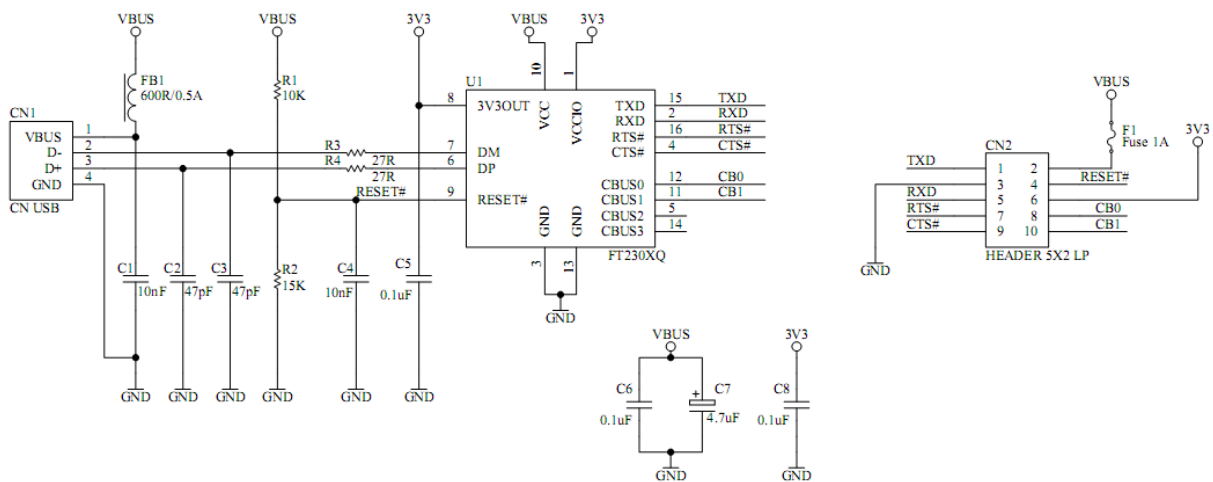 VBUS
VBUS
3V3
VBUS
3V3
FB1
600R/0.5A
R1
10K
10
1
U1
8
3V3OUT
VCC
VCCIO
TXD
15
TXD
RXD
2
RXD
RTS#
16
RTS#
CTS#
4
CTS#
CN1
VBUS
1
D-
2
D+
3
GND
4
CN USB
R3
27R
7
DM
R4
27R
6
DP
RESET#
9
RESET#
CBUS0
12
CB0
CBUS1
11
CB1
CBUS2
5
CBUS3
14
GND
GND
3
13
FT230XQ
GND
C1
10nF
C2
47pF
C3
47pF
R2
15K
C4
10nF
C5
0.1uF
GND
GND
GND
GND
GND
GND
VBUS
3V3
C6
0.1uF
C7
+
4.7uF
C8
0.1uF
GND
GND
VBUS
F1
Fuse 1A
3V3
CN2
TXD
1
2
3
4
RESET#
RXD
5
6
RTS#
7
8
CB0
CTS#
9
10
CB1
HEADER 5X2 LP
GND